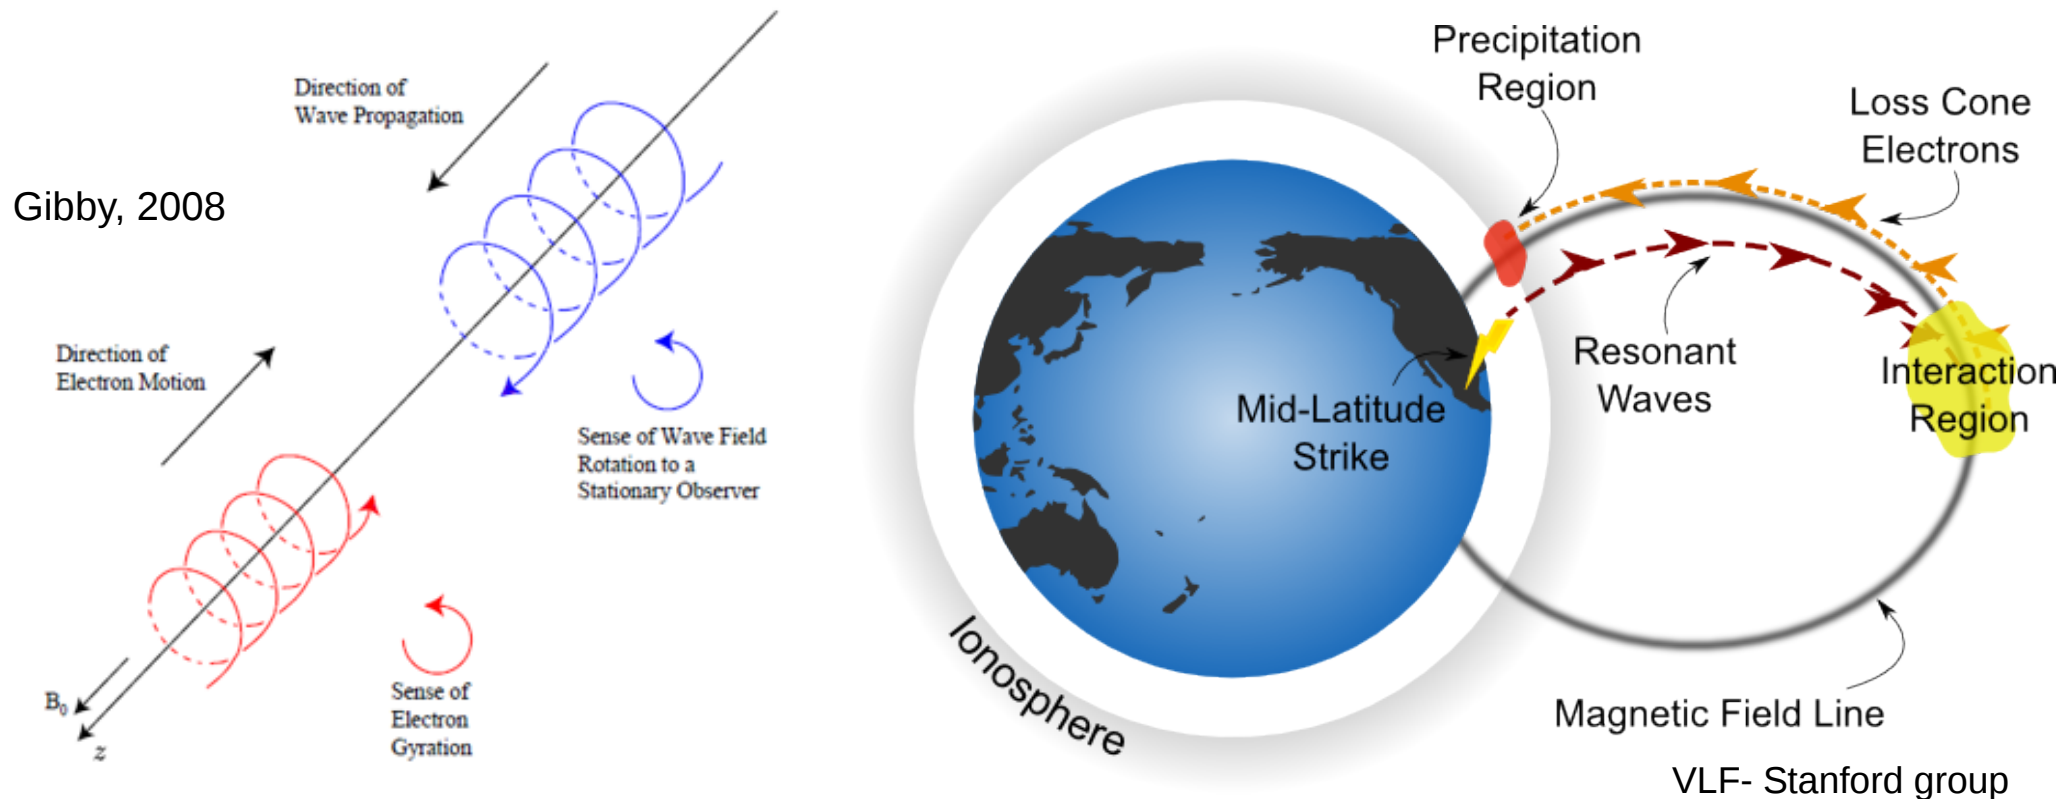 Gibby, 2008
Direction of
Wave Propagation
Direction of
Electron Motion
Sense of Wave Field
Rotation to a
Stationary Observer
Sense of
Electron
Gyration
B₀
z
Precipitation
Region
Loss Cone
Electrons
Resonant
Waves
Interaction
Region
Mid-Latitude
Strike
Ionosphere
Magnetic Field Line
VLF- Stanford group